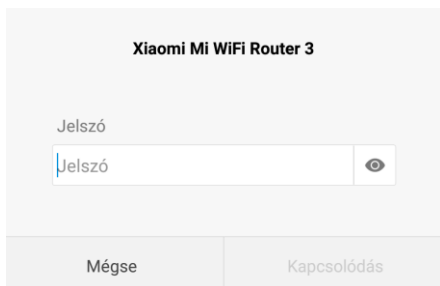 Xiaomi Mi WiFi Router 3
Jelszó
Jelszó
Mégse
Kapcsolódás